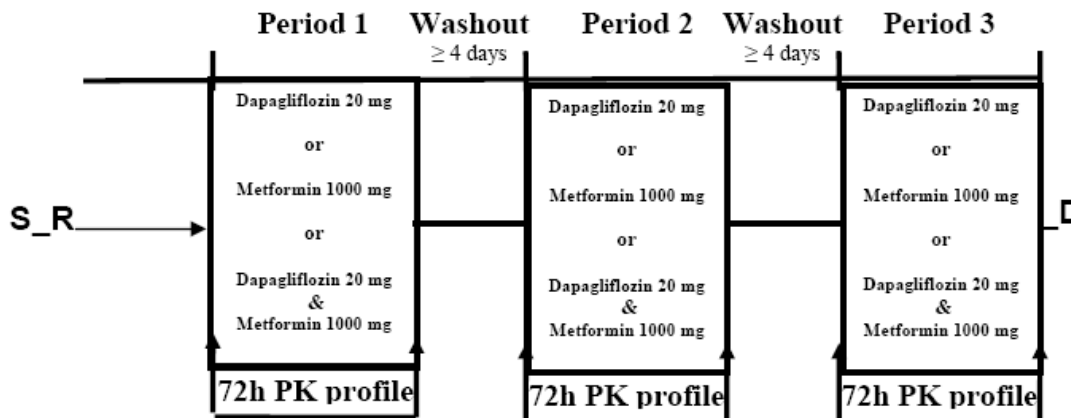 Period 1 Washout Period 2 Washout Period 3
≥ 4 days ≥ 4 days
Dapagliflozin 20 mg
or
Metformin 1000 mg
or
Dapagliflozin 20 mg
&
Metformin 1000 mg
Dapagliflozin 20 mg
or
Metformin 1000 mg
or
Dapagliflozin 20 mg
&
Metformin 1000 mg
Dapagliflozin 20 mg
or
Metformin 1000 mg
or
Dapagliflozin 20 mg
&
Metformin 1000 mg
S_R
_D
72h PK profile 72h PK profile 72h PK profile